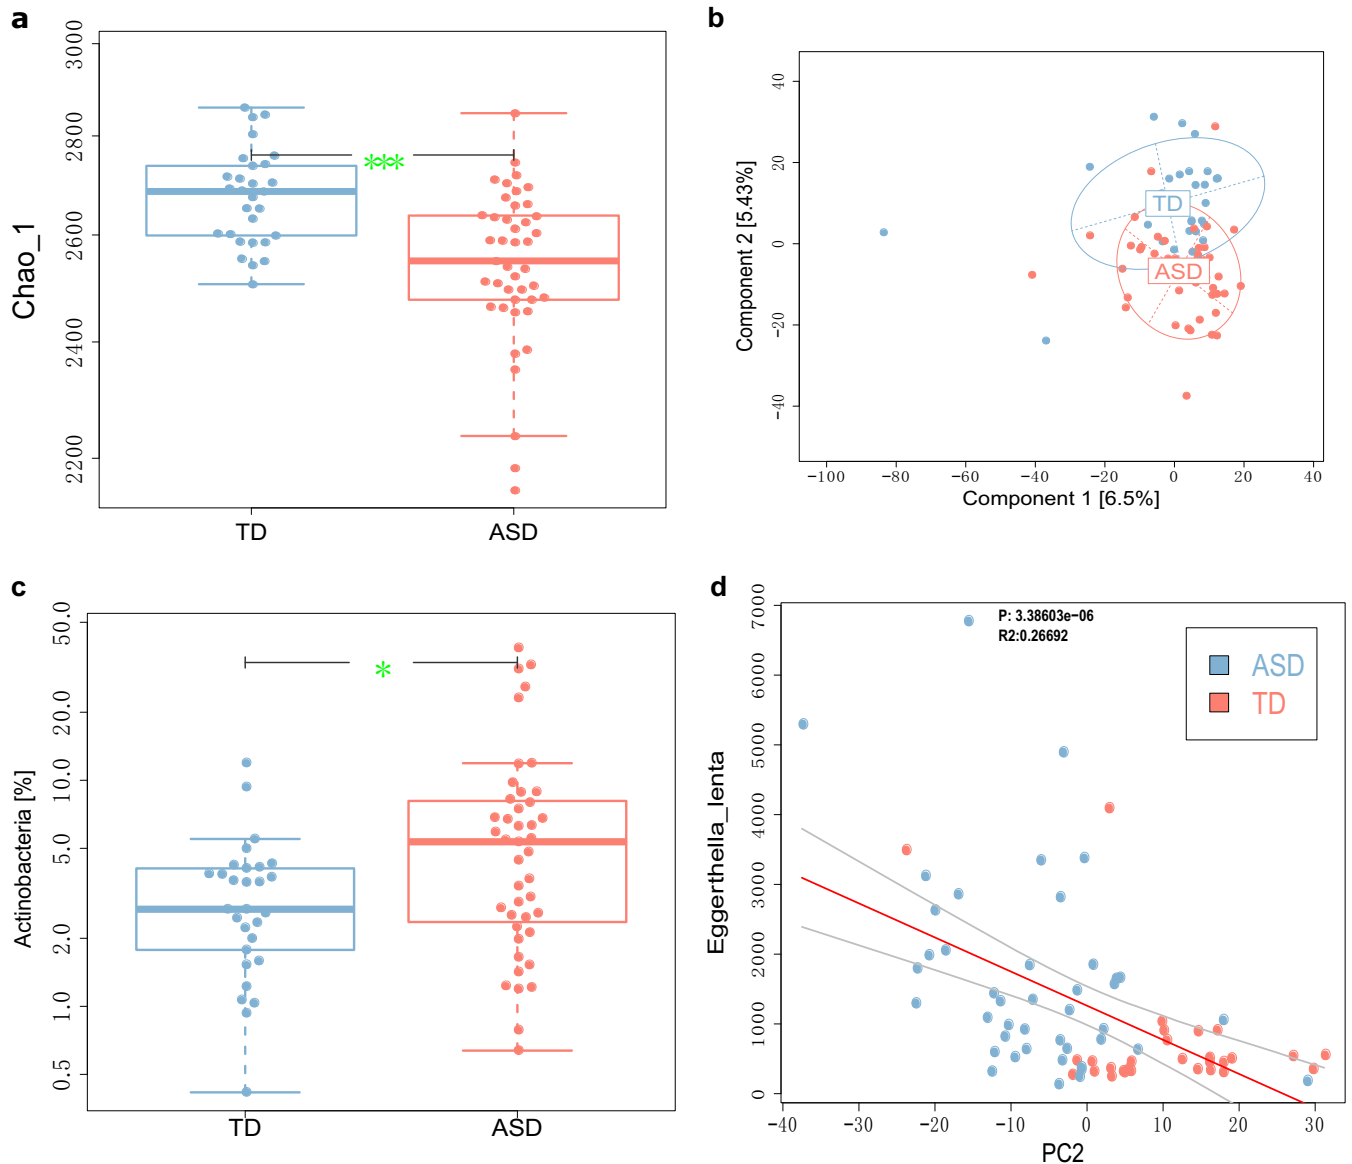 a
Chao_1
3000
2800
2600
2400
2200
***
TD
ASD
b
Component 2 [5.43%]
40
20
0
−20
−40
TD
ASD
−100
−80
−60
−40
−20
0
20
40
Component 1 [6.5%]
c
Actinobacteria [%]
50.0
20.0
10.0
5.0
2.0
1.0
0.5
*
TD
ASD
d
Eggerthella_lenta
7000
6000
5000
4000
3000
2000
1000
0
P: 3.38603e−06
R2:0.26692
ASD
TD
−40
−30
−20
−10
0
10
20
30
PC2